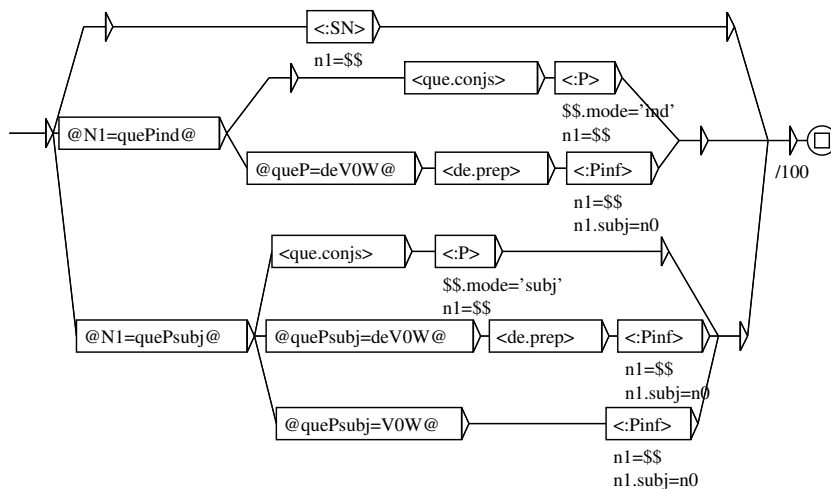 <:SN>
n1=$$
<que.conjs>
<:P>
$$.mode='ind'
n1=$$
@N1=quePind@
@queP=deV0W@
<de.prep>
<:Pinf>
n1=$$
n1.subj=n0
/100
<que.conjs>
<:P>
$$.mode='subj'
n1=$$
@N1=quePsubj@
@quePsubj=deV0W@
<de.prep>
<:Pinf>
n1=$$
n1.subj=n0
@quePsubj=V0W@
<:Pinf>
n1=$$
n1.subj=n0